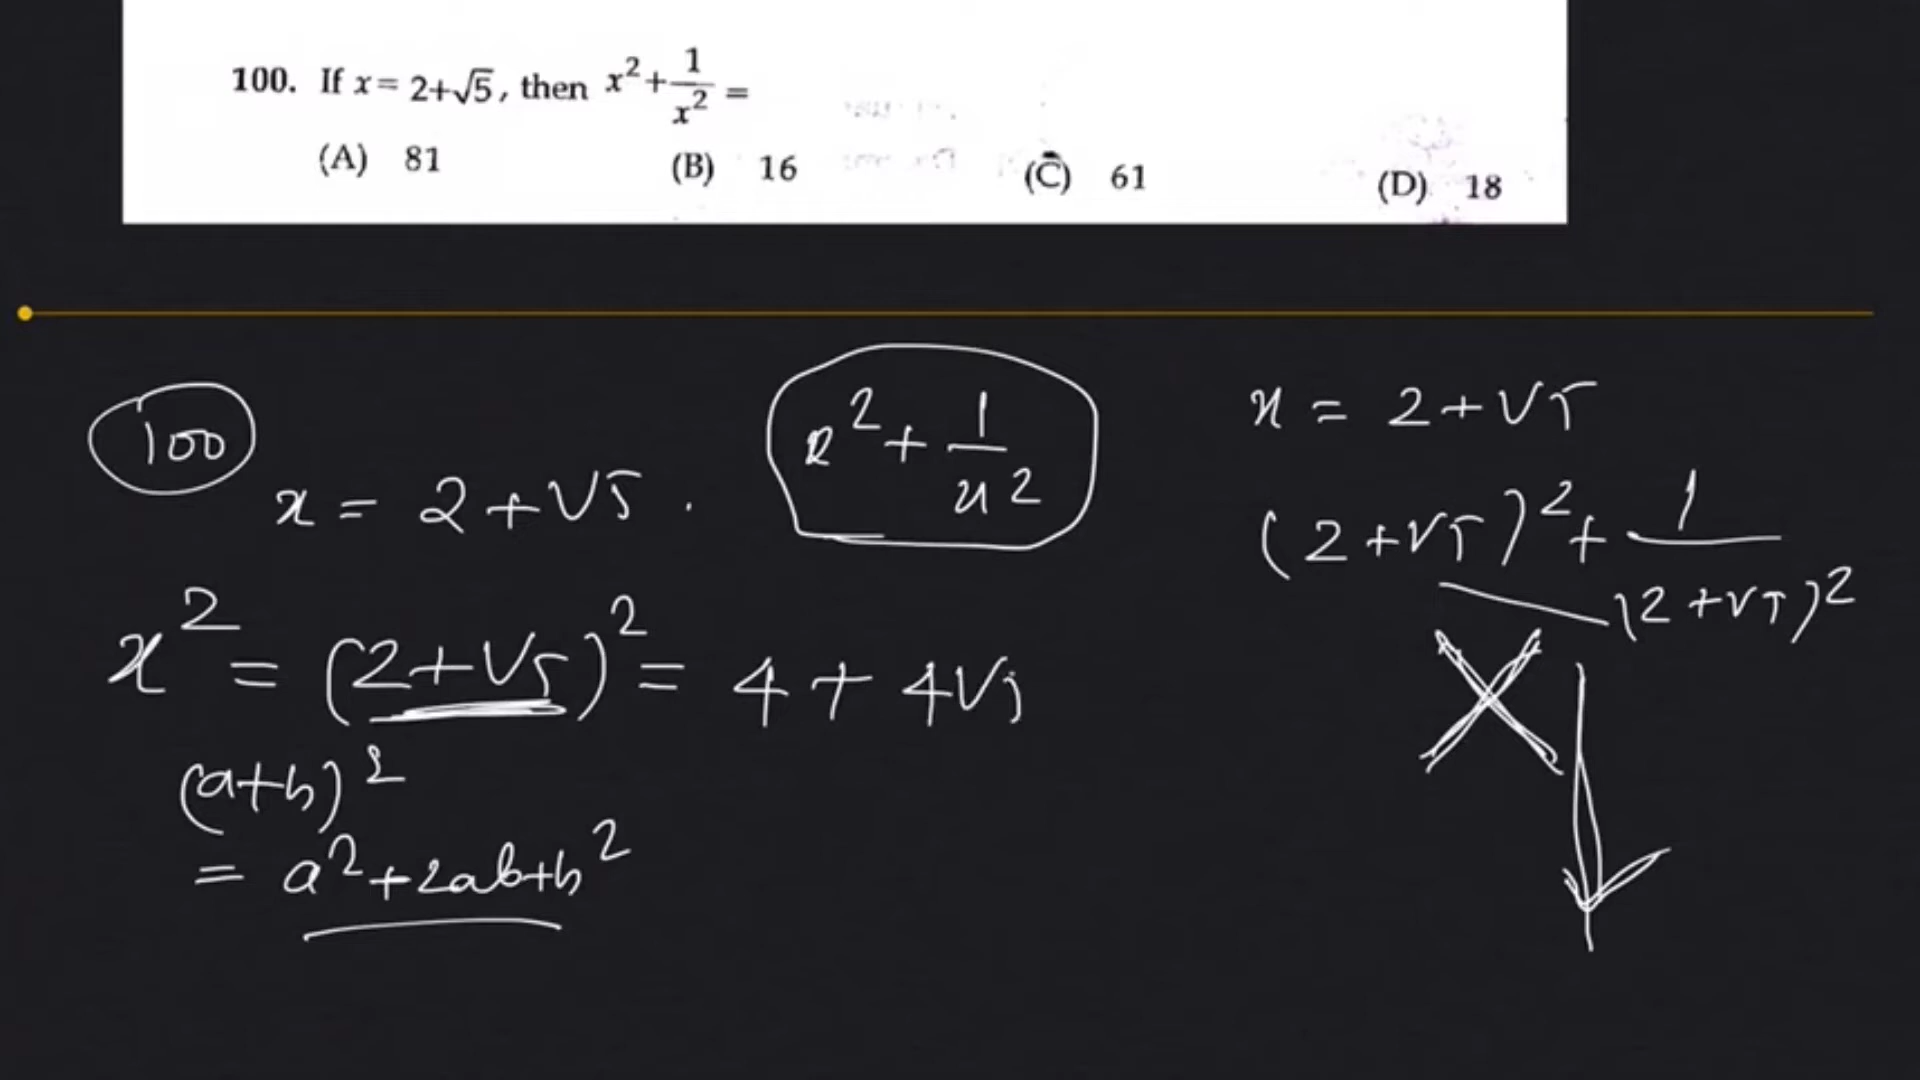 100. If x = 2+√5, then x²+1/x² =
(A) 81 (B) 16 (C) 61 (D) 18
100
x = 2+√5.
x²+1/x²
x = 2+√5
(2+√5)²+1/(2+√5)²
x² = (2+√5)² = 4+4√5
(a+b)²
= a²+2ab+b²